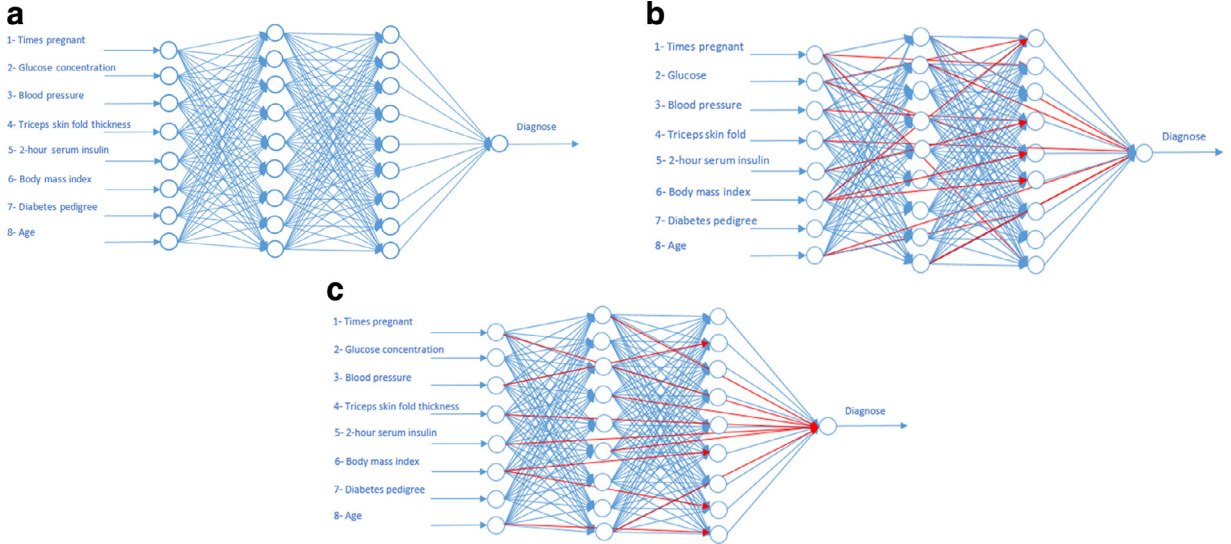 a
1- Times pregnant
2- Glucose concentration
3- Blood pressure
4- Triceps skin fold thickness
5- 2-hour serum insulin
6- Body mass index
7- Diabetes pedigree
8- Age
Diagnose
b
1- Times pregnant
2- Glucose
3- Blood pressure
4- Triceps skin fold
5- 2-hour serum insulin
6- Body mass index
7- Diabetes pedigree
8- Age
Diagnose
c
1- Times pregnant
2- Glucose concentration
3- Blood pressure
4- Triceps skin fold thickness
5- 2-hour serum insulin
6- Body mass index
7- Diabetes pedigree
8- Age
Diagnose